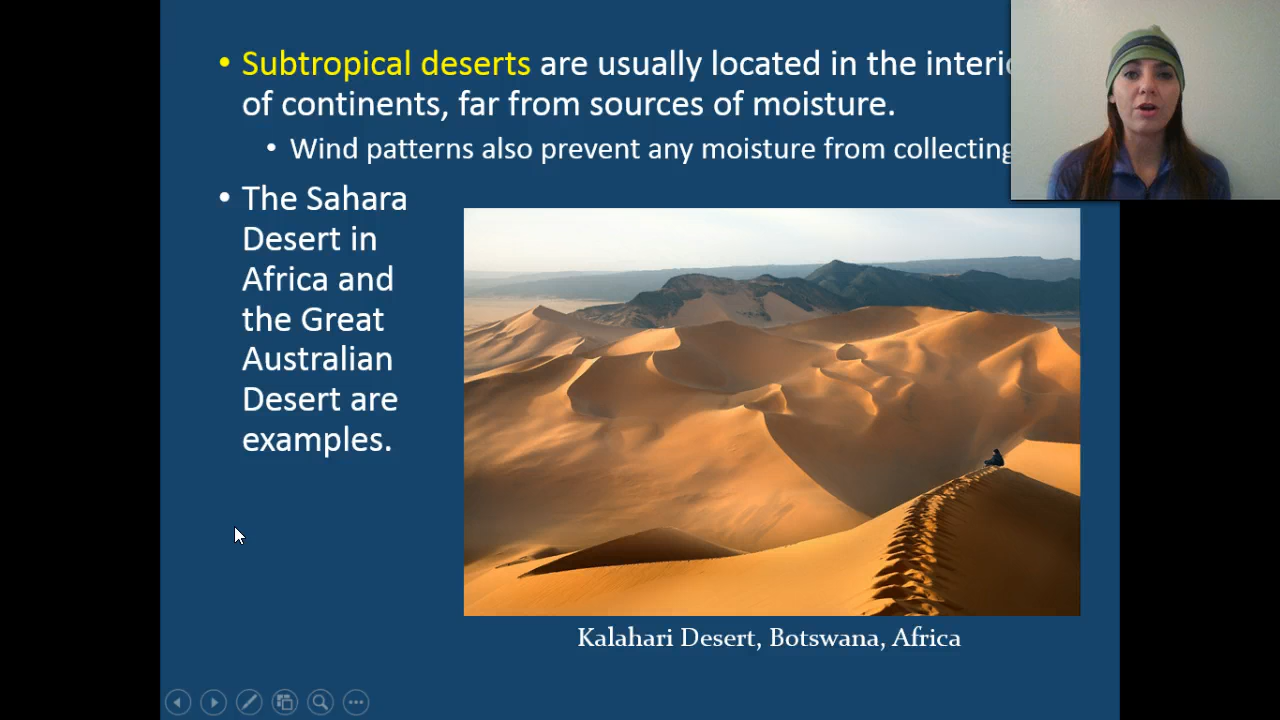 • Subtropical deserts are usually located in the
of continents, far from sources of moisture.
• Wind patterns also prevent any moisture from collecting
• The Sahara
Desert in
Africa and
the Great
Australian
Desert are
examples.
Kalahari Desert, Botswana, Africa